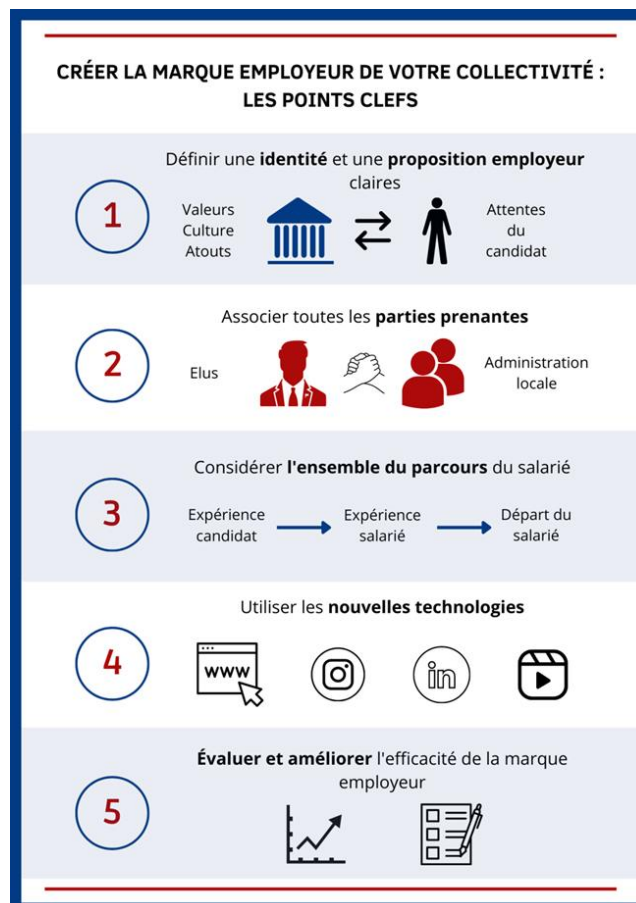 CRÉER LA MARQUE EMPLOYEUR DE VOTRE COLLECTIVITÉ :
LES POINTS CLEFS
1
Définir une identité et une proposition employeur
claires
Valeurs
Culture
Atouts
Attentes
du
candidat
2
Associer toutes les parties prenantes
Elus
Administration
locale
3
Considérer l'ensemble du parcours du salarié
Expérience
candidat
Expérience
salarié
Départ du
salarié
4
Utiliser les nouvelles technologies
www
in
5
Évaluer et améliorer l'efficacité de la marque
employeur